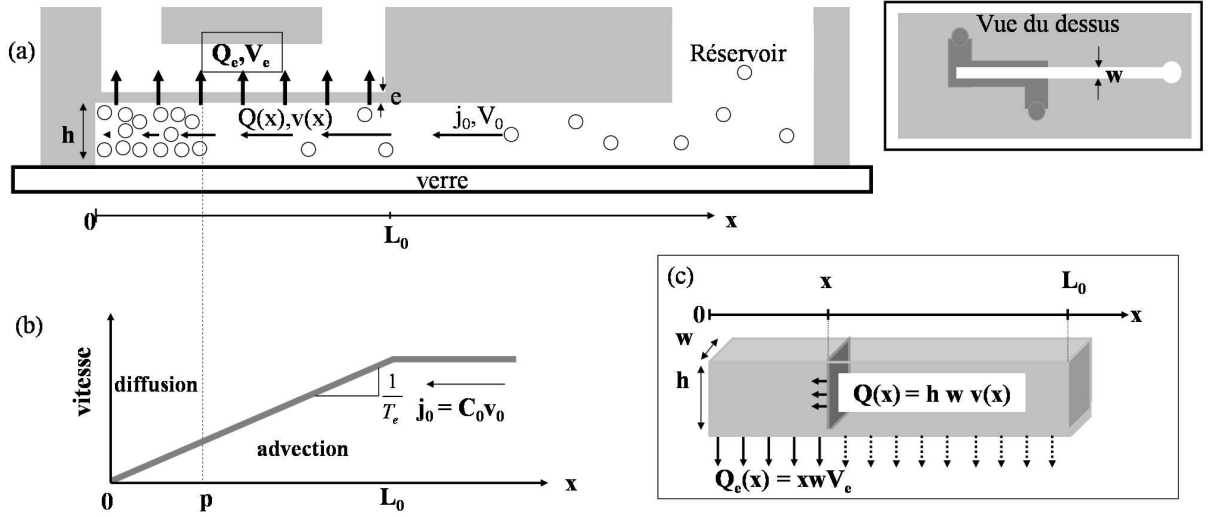 (a)
Qe,Ve
Réservoir
e
h
Q(x),v(x)
j0,V0
verre
0
L0
x
Vue du dessus
w
(b)
vitesse
diffusion
1
Te
j0 = C0v0
advection
0
p
L0
x
(c)
x
L0
0
x
w
h
Q(x) = h w v(x)
Qe(x) = xwVe